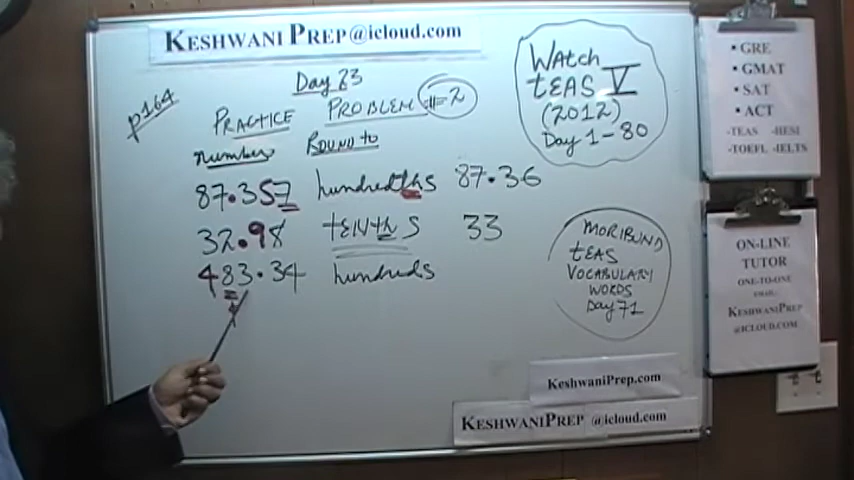 KESHWANI PREP@icloud.com
Day 23
p164
PRACTICE PROBLEM #2
number Round to
87.357 hundredths 87.36
32.98 tENthS 33
483.34 hundreds
WAtch
tEAS V
(2012)
Day 1-80
MORIBUND
tEAS
VOCABULARY
WORDS
Day 71
KESHWANIPREP.COM
KESHWANIPREP @icloud.com
▪ GRE
▪ GMAT
▪ SAT
▪ ACT
-TEAS -HESI
-TOEFL -IELTS
ON-LINE
TUTOR
ONE-TO-ONE
EMAIL:
KESHWANIPREP
@ICLOUD.COM